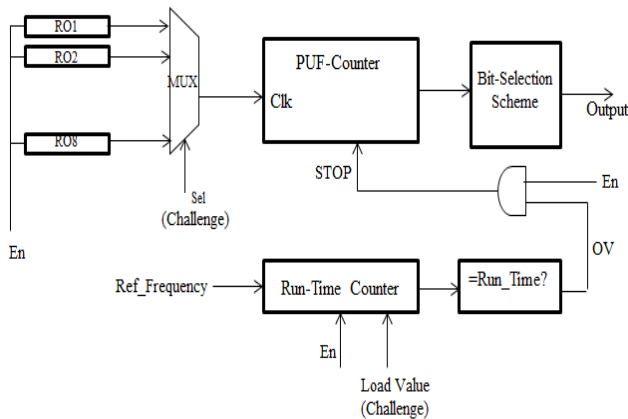 RO1
RO2
RO8
En
MUX
Sel
(Challenge)
PUF-Counter
Clk
Bit-Selection
Scheme
Output
STOP
En
OV
Ref_Frequency
Run-Time Counter
=Run_Time?
En
Load Value
(Challenge)